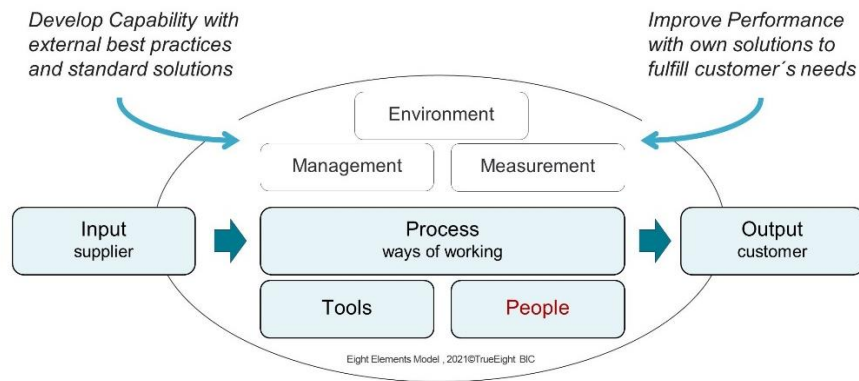 Develop Capability with
external best practices
and standard solutions
Improve Performance
with own solutions to
fulfill customer´s needs
Environment
Management
Measurement
Input
supplier
Process
ways of working
Output
customer
Tools
People
Eight Elements Model , 2021©TrueEight BIC